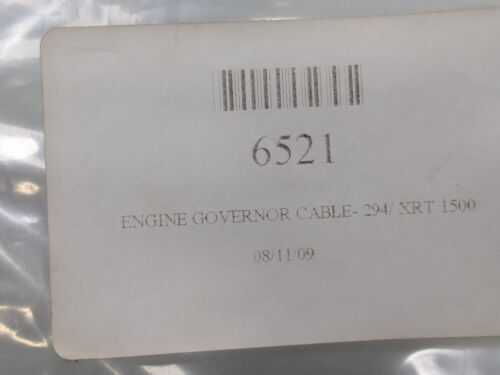 6521
ENGINE GOVERNOR CABLE- 294/ XRT 1500
08/11/09